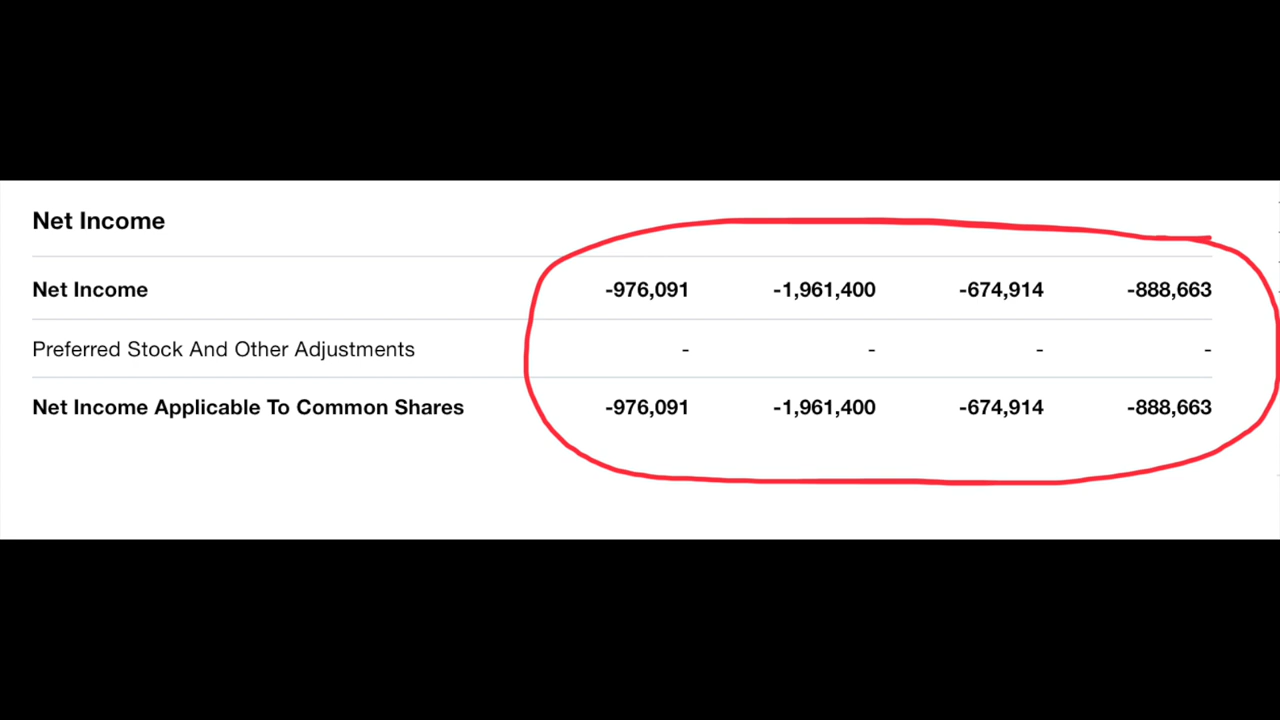 Net Income
Net Income -976,091 -1,961,400 -674,914 -888,663
Preferred Stock And Other Adjustments - - - -
Net Income Applicable To Common Shares -976,091 -1,961,400 -674,914 -888,663